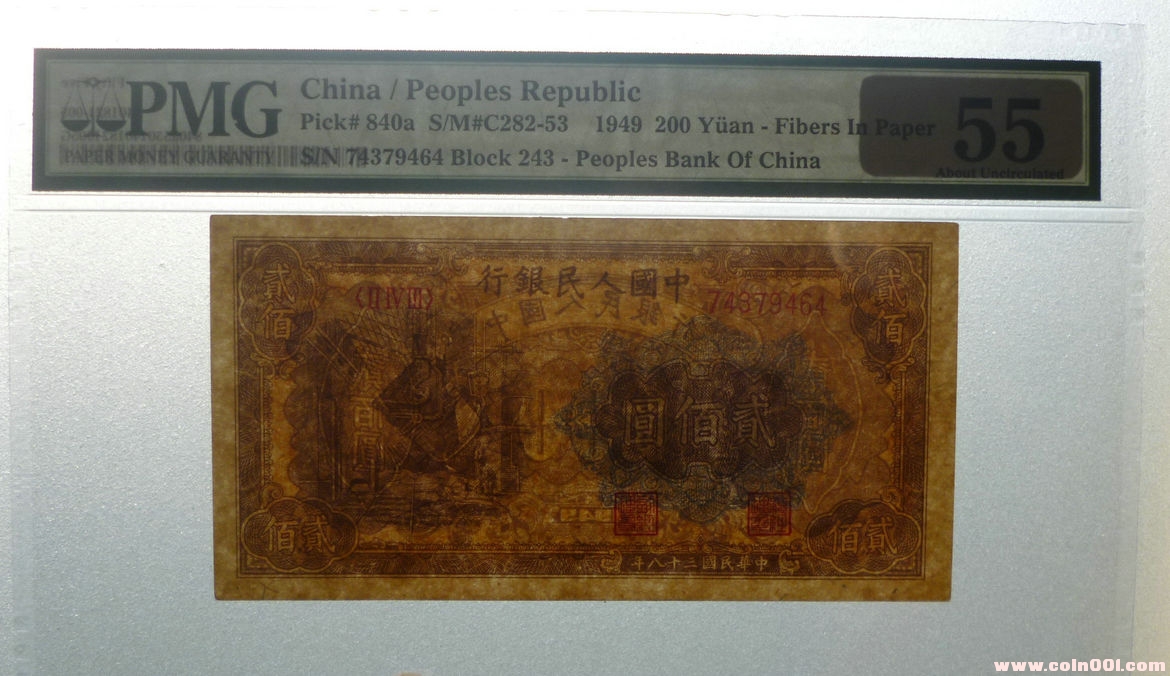 PMG
PAPER MONEY GUARANTY
China / Peoples Republic
Pick# 840a S/M#C282-53 1949 200 Yüan - Fibers In Paper
S/N 74379464 Block 243 - Peoples Bank Of China
55
About Uncirculated
行銀民人國中
貳佰
〈II IV III〉
74379464
貳佰
圓佰貳
佰貳
佰貳
年八十三國民華中
www.coin001.com